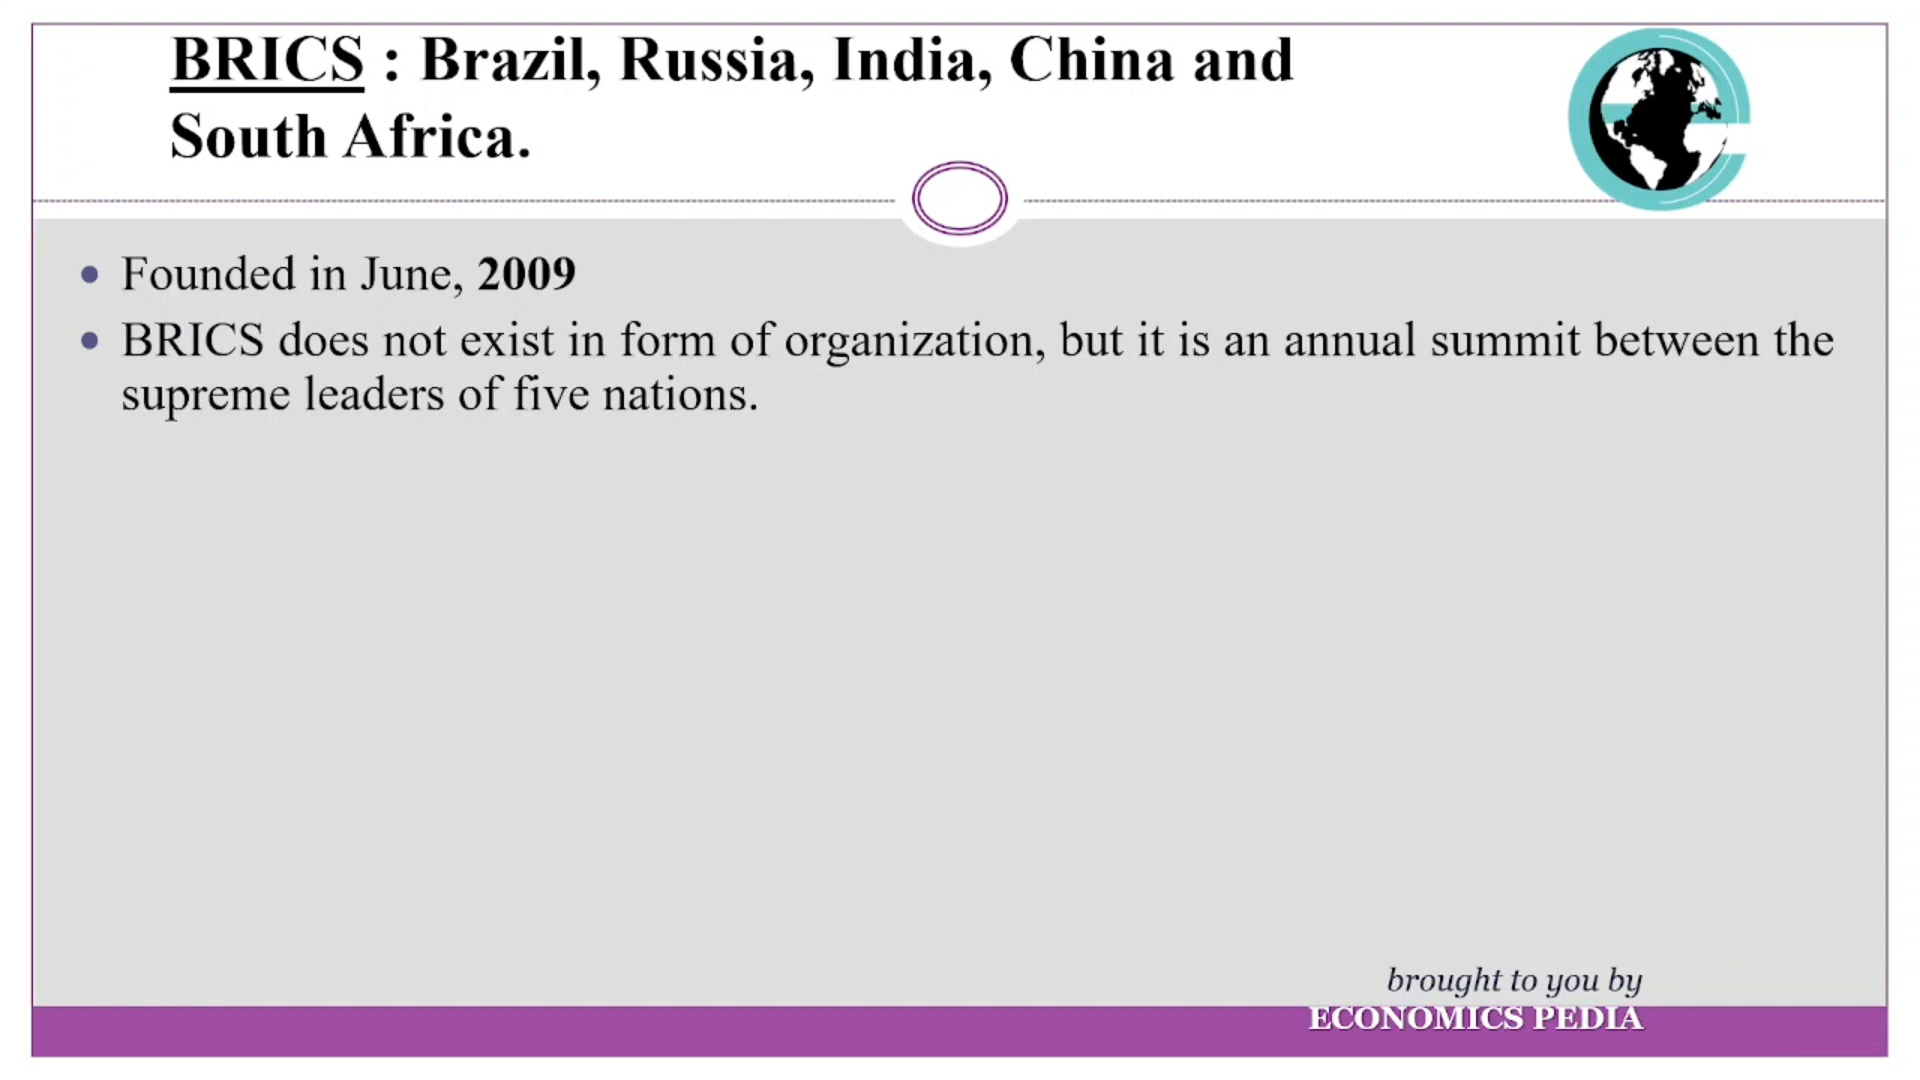 BRICS : Brazil, Russia, India, China and
South Africa.
• Founded in June, 2009
• BRICS does not exist in form of organization, but it is an annual summit between the
supreme leaders of five nations.
brought to you by
ECONOMICS PEDIA